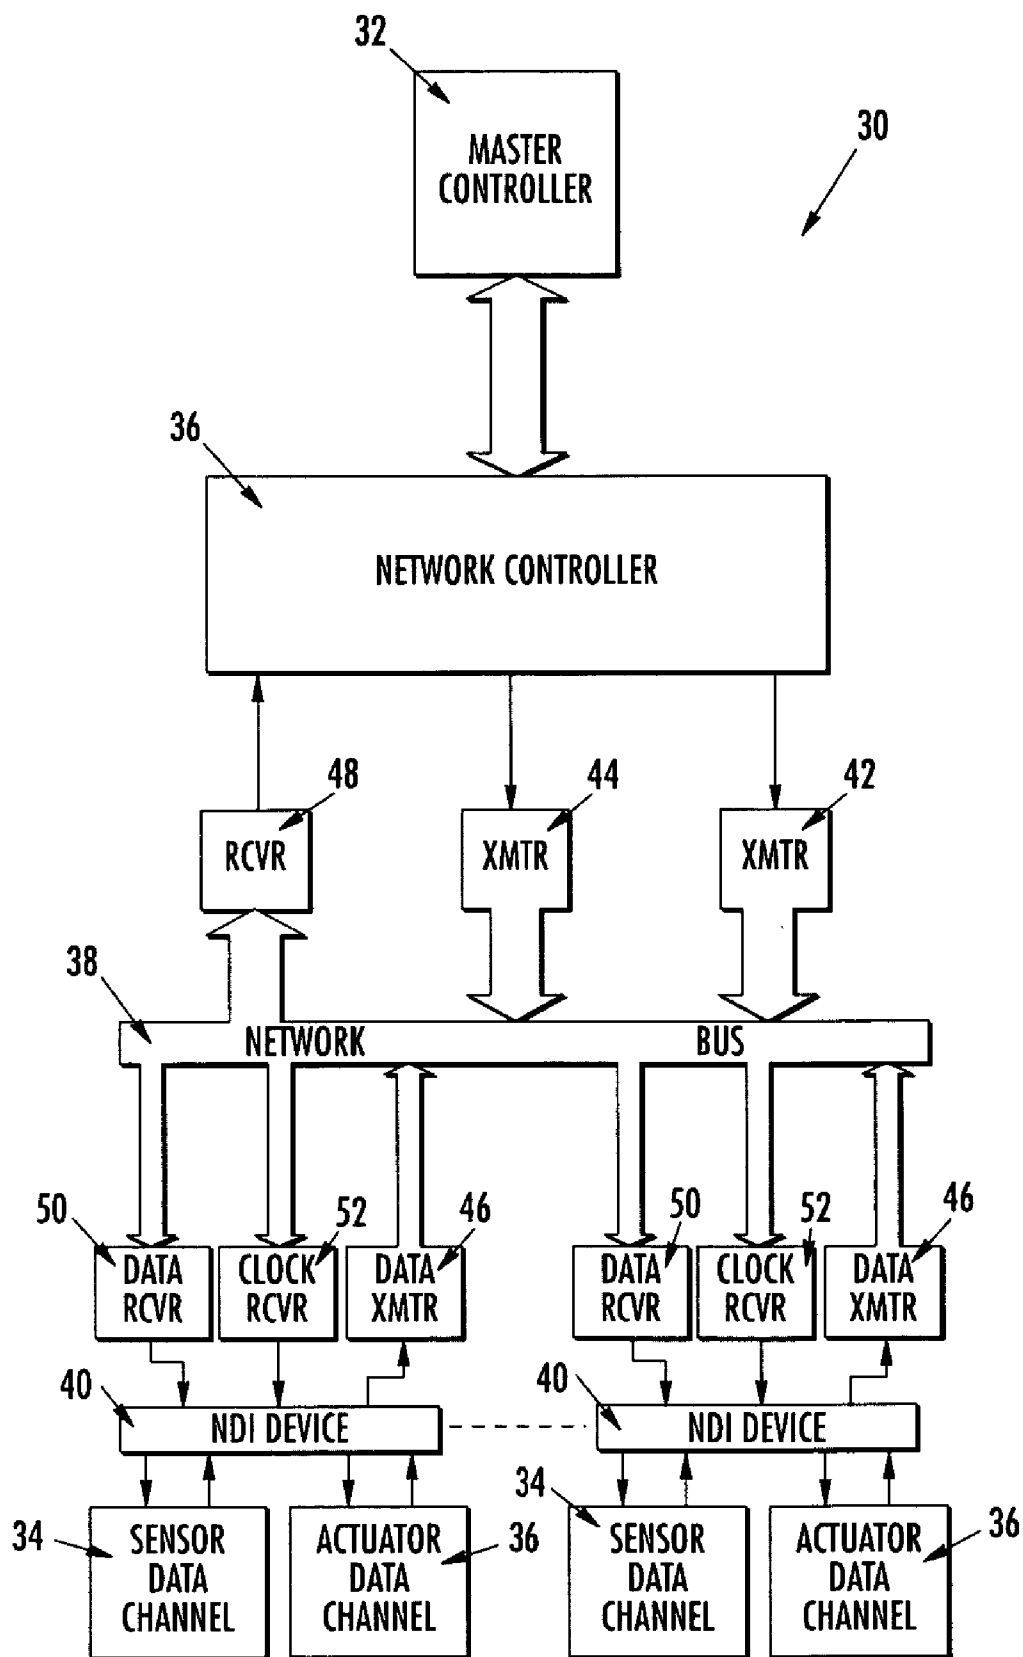 32
30
MASTER
CONTROLLER
36
NETWORK CONTROLLER
48
44
42
RCVR
XMTR
XMTR
38
NETWORK BUS
50
52
46
50
52
46
DATA
RCVR
CLOCK
RCVR
DATA
XMTR
DATA
RCVR
CLOCK
RCVR
DATA
XMTR
40
NDI DEVICE
40
NDI DEVICE
34
SENSOR
DATA
CHANNEL
ACTUATOR
DATA
CHANNEL
36
34
SENSOR
DATA
CHANNEL
ACTUATOR
DATA
CHANNEL
36